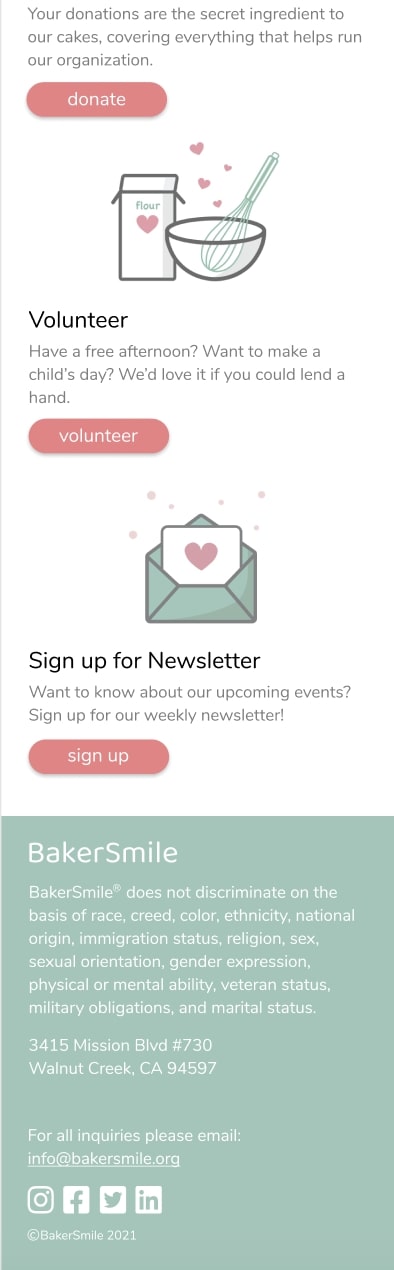 Your donations are the secret ingredient to
our cakes, covering everything that helps run
our organization.
donate
flour
Volunteer
Have a free afternoon? Want to make a
child's day? We'd love it if you could lend a
hand.
volunteer
Sign up for Newsletter
Want to know about our upcoming events?
Sign up for our weekly newsletter!
sign up
BakerSmile
BakerSmile® does not discriminate on the
basis of race, creed, color, ethnicity, national
origin, immigration status, religion, sex,
sexual orientation, gender expression,
physical or mental ability, veteran status,
military obligations, and marital status.
3415 Mission Blvd #730
Walnut Creek, CA 94597
For all inquiries please email:
info@bakersmile.org
©BakerSmile 2021